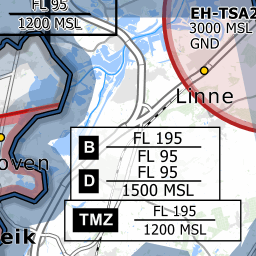 FL 95
1200 MSL
EH-TSA2
3000 MSL
GND
Linne
B
FL 195
FL 95
D
FL 95
1500 MSL
oven
TMZ
FL 195
1200 MSL
eik